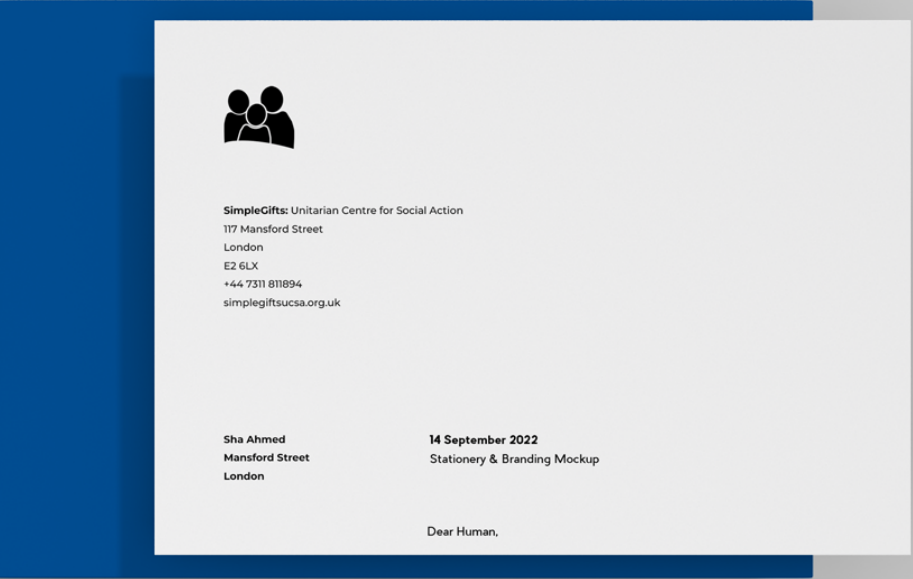 SimpleGifts: Unitarian Centre for Social Action
117 Mansford Street
London
E2 6LX
+44 7311 811894
simplegiftsucsa.org.uk
Sha Ahmed
Mansford Street
London
14 September 2022
Stationery & Branding Mockup
Dear Human,